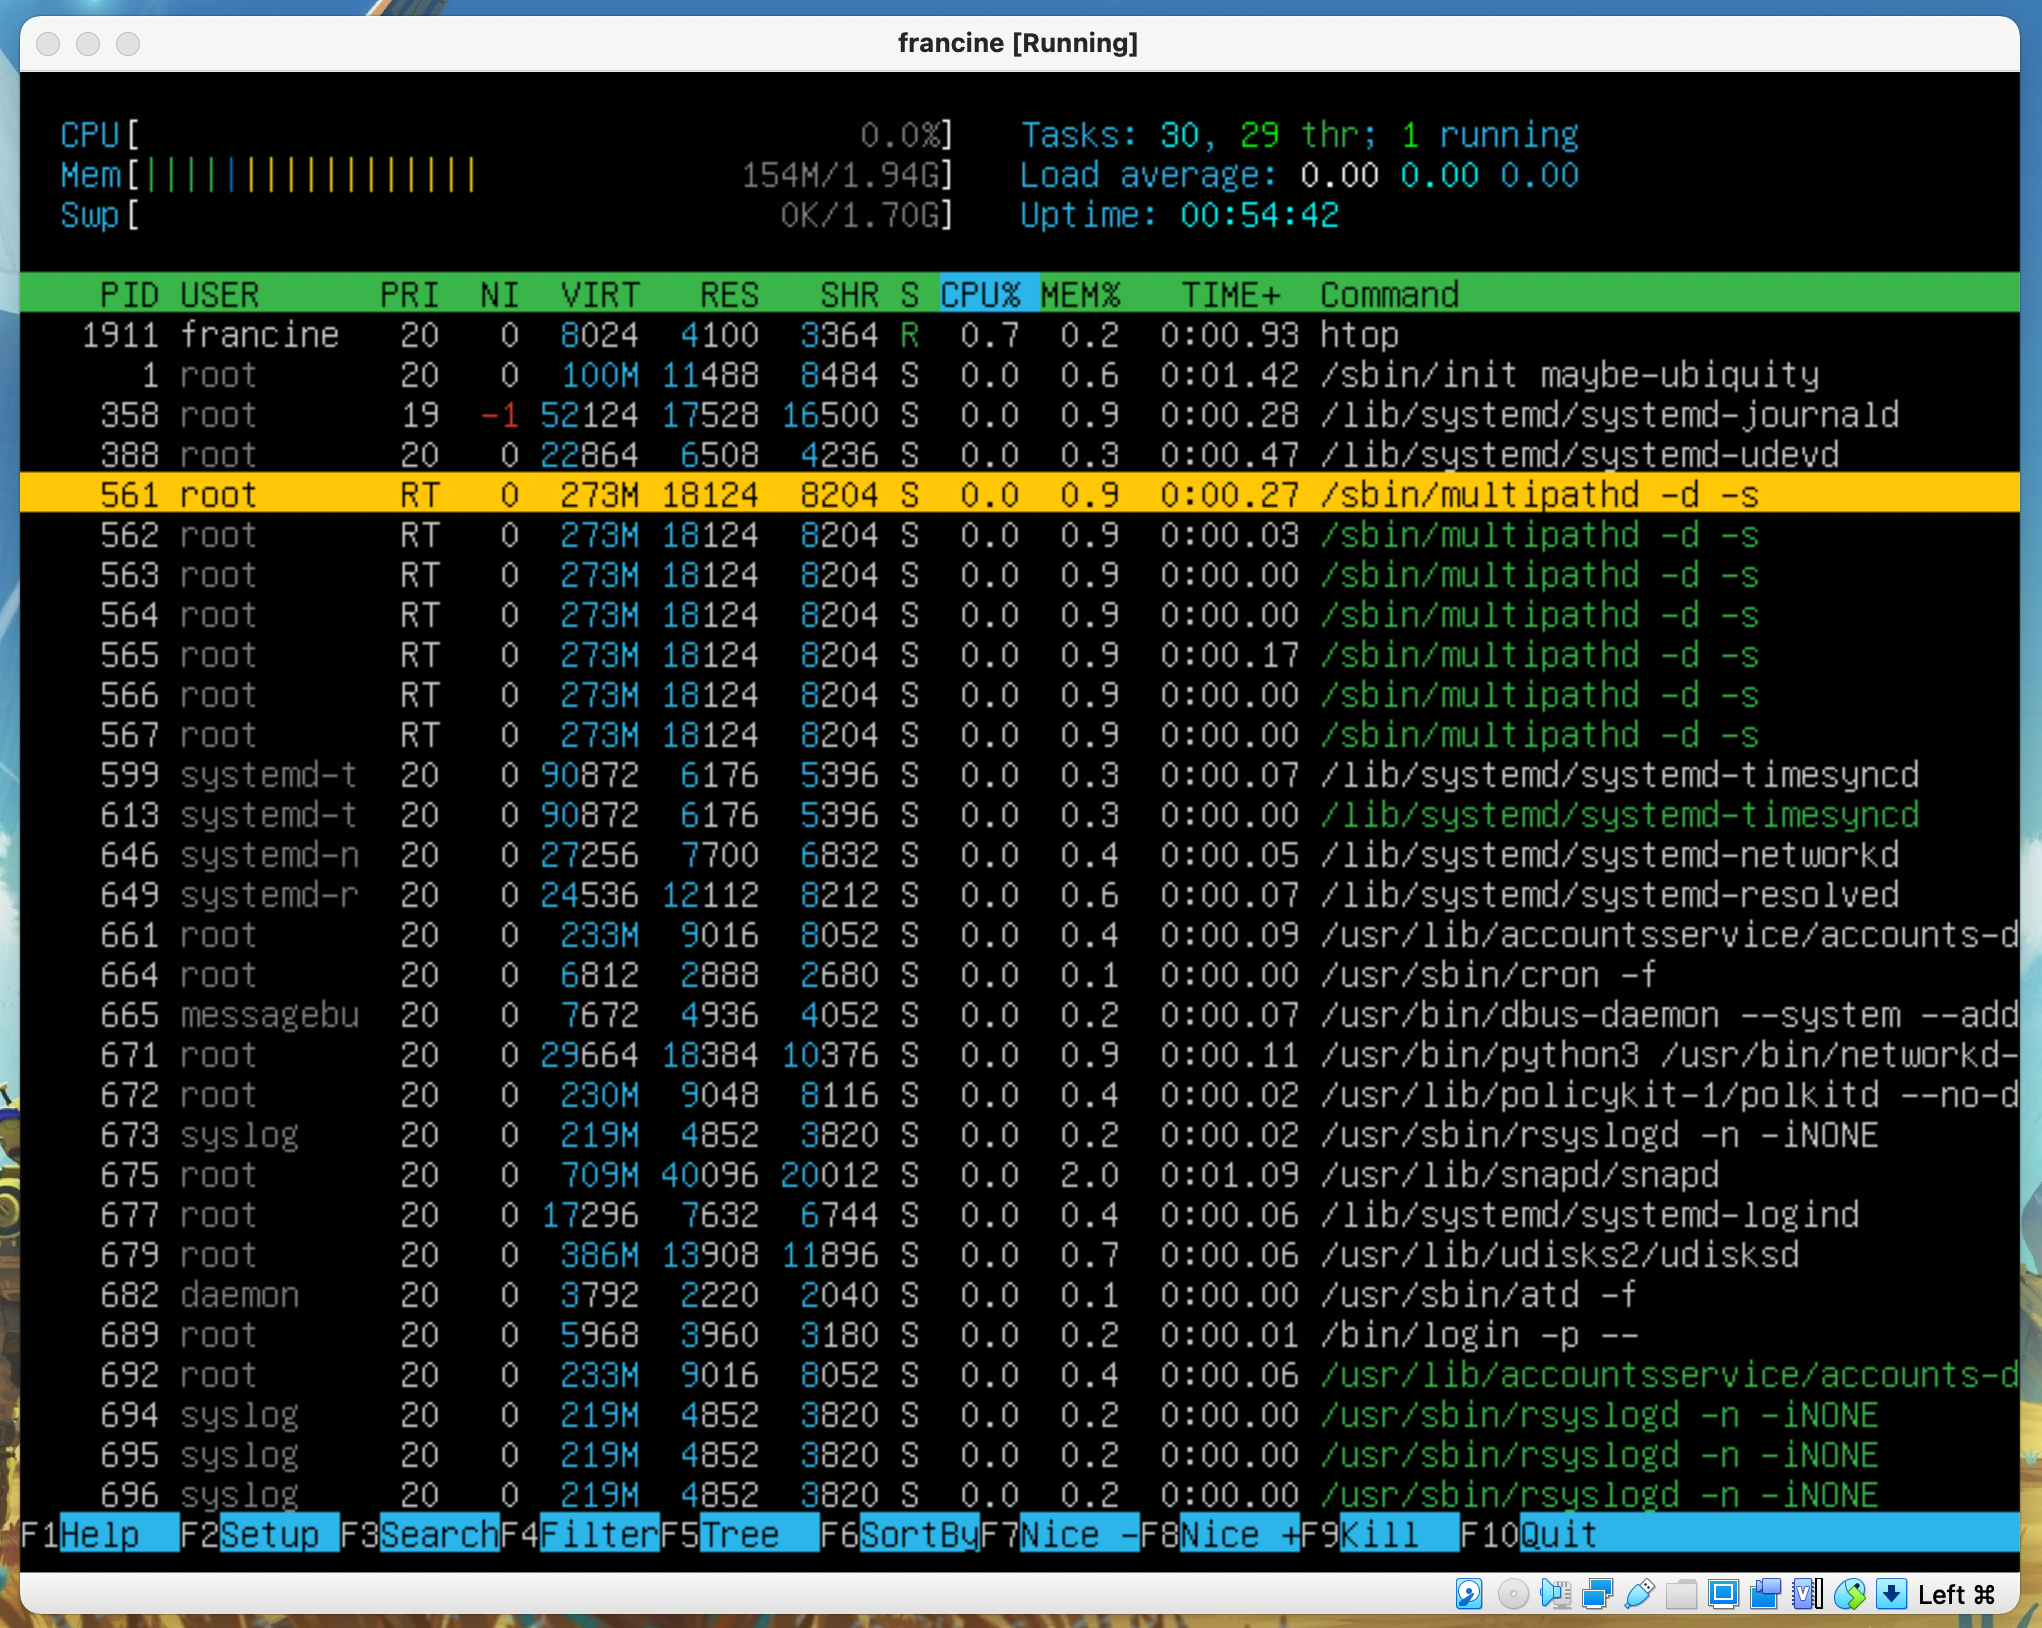 francine [Running]
CPU[ 0.0%] Tasks: 30, 29 thr; 1 running
Mem[|||||||||||||||||154M/1.94G] Load average: 0.00 0.00 0.00
Swp[ 0K/1.70G] Uptime: 00:54:42
PID USER PRI NI VIRT RES SHR S CPU% MEM% TIME+ Command
1911 francine 20 0 8024 4100 3364 R 0.7 0.2 0:00.93 htop
1 root 20 0 100M 11488 8484 S 0.0 0.6 0:01.42 /sbin/init maybe-ubiquity
358 root 19 -1 52124 17528 16500 S 0.0 0.9 0:00.28 /lib/systemd/systemd-journald
388 root 20 0 22864 6508 4236 S 0.0 0.3 0:00.47 /lib/systemd/systemd-udevd
561 root RT 0 273M 18124 8204 S 0.0 0.9 0:00.27 /sbin/multipathd -d -s
562 root RT 0 273M 18124 8204 S 0.0 0.9 0:00.03 /sbin/multipathd -d -s
563 root RT 0 273M 18124 8204 S 0.0 0.9 0:00.00 /sbin/multipathd -d -s
564 root RT 0 273M 18124 8204 S 0.0 0.9 0:00.00 /sbin/multipathd -d -s
565 root RT 0 273M 18124 8204 S 0.0 0.9 0:00.17 /sbin/multipathd -d -s
566 root RT 0 273M 18124 8204 S 0.0 0.9 0:00.00 /sbin/multipathd -d -s
567 root RT 0 273M 18124 8204 S 0.0 0.9 0:00.00 /sbin/multipathd -d -s
599 systemd-t 20 0 90872 6176 5396 S 0.0 0.3 0:00.07 /lib/systemd/systemd-timesyncd
613 systemd-t 20 0 90872 6176 5396 S 0.0 0.3 0:00.00 /lib/systemd/systemd-timesyncd
646 systemd-n 20 0 27256 7700 6832 S 0.0 0.4 0:00.05 /lib/systemd/systemd-networkd
649 systemd-r 20 0 24536 12112 8212 S 0.0 0.6 0:00.07 /lib/systemd/systemd-resolved
661 root 20 0 233M 9016 8052 S 0.0 0.4 0:00.09 /usr/lib/accountsservice/accounts-d
664 root 20 0 6812 2888 2680 S 0.0 0.1 0:00.00 /usr/sbin/cron -f
665 messagebu 20 0 7672 4936 4052 S 0.0 0.2 0:00.07 /usr/bin/dbus-daemon --system --add
671 root 20 0 29664 18384 10376 S 0.0 0.9 0:00.11 /usr/bin/python3 /usr/bin/networkd-
672 root 20 0 230M 9048 8116 S 0.0 0.4 0:00.02 /usr/lib/policykit-1/polkitd --no-d
673 syslog 20 0 219M 4852 3820 S 0.0 0.2 0:00.02 /usr/sbin/rsyslogd -n -iNONE
675 root 20 0 709M 40096 20012 S 0.0 2.0 0:01.09 /usr/lib/snapd/snapd
677 root 20 0 17296 7632 6744 S 0.0 0.4 0:00.06 /lib/systemd/systemd-logind
679 root 20 0 386M 13908 11896 S 0.0 0.7 0:00.06 /usr/lib/udisks2/udisksd
682 daemon 20 0 3792 2220 2040 S 0.0 0.1 0:00.00 /usr/sbin/atd -f
689 root 20 0 5968 3960 3180 S 0.0 0.2 0:00.01 /bin/login -p --
692 root 20 0 233M 9016 8052 S 0.0 0.4 0:00.06 /usr/lib/accountsservice/accounts-d
694 syslog 20 0 219M 4852 3820 S 0.0 0.2 0:00.00 /usr/sbin/rsyslogd -n -iNONE
695 syslog 20 0 219M 4852 3820 S 0.0 0.2 0:00.00 /usr/sbin/rsyslogd -n -iNONE
696 syslog 20 0 219M 4852 3820 S 0.0 0.2 0:00.00 /usr/sbin/rsyslogd -n -iNONE
F1Help F2Setup F3SearchF4FilterF5Tree F6SortByF7Nice -F8Nice +F9Kill F10Quit
Left ⌘